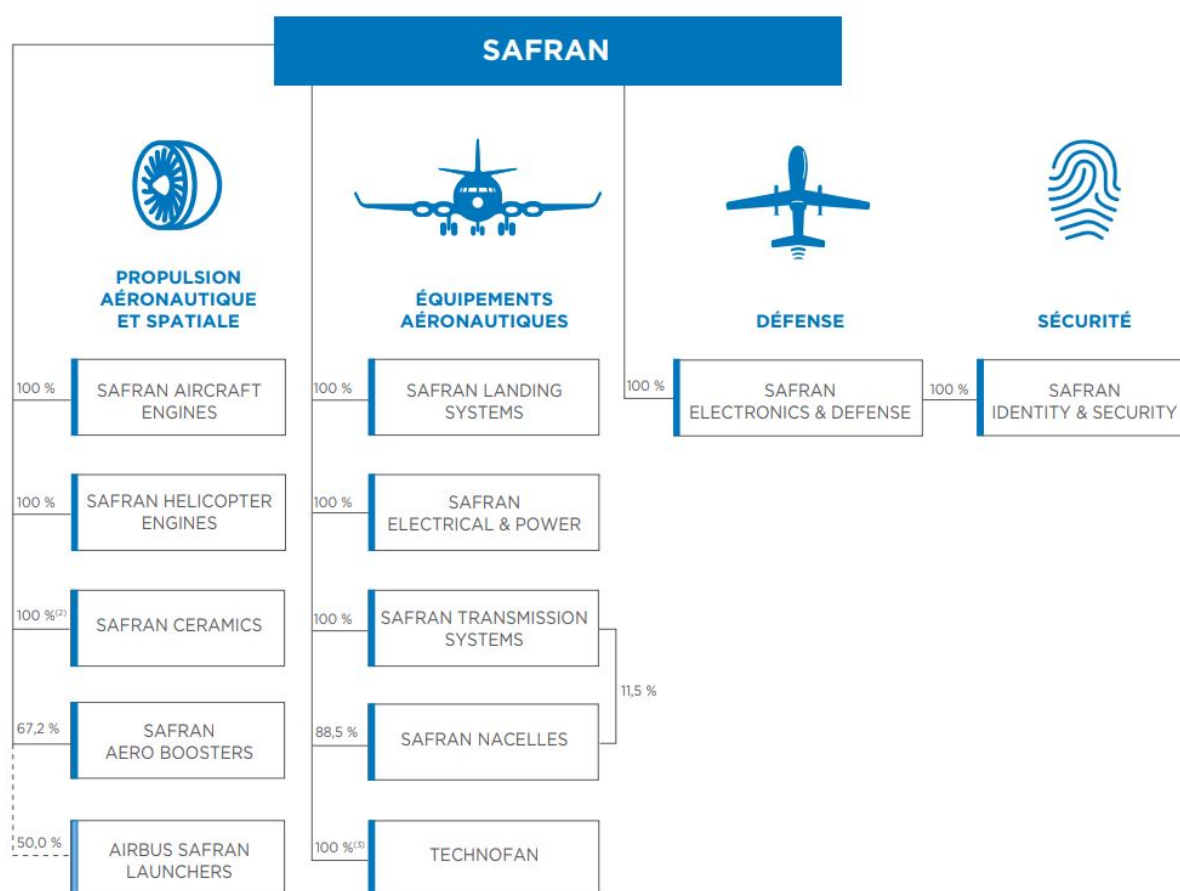 SAFRAN
PROPULSION
AÉRONAUTIQUE
ET SPATIALE
100 %
SAFRAN AIRCRAFT
ENGINES
100 %
SAFRAN HELICOPTER
ENGINES
100 %(2)
SAFRAN CERAMICS
67,2 %
SAFRAN
AERO BOOSTERS
50,0 %
AIRBUS SAFRAN
LAUNCHERS
ÉQUIPEMENTS
AÉRONAUTIQUES
100 %
SAFRAN LANDING
SYSTEMS
100 %
SAFRAN
ELECTRICAL & POWER
100 %
SAFRAN TRANSMISSION
SYSTEMS
11,5 %
88,5 %
SAFRAN NACELLES
100 %(3)
TECHNOFAN
DÉFENSE
100 %
SAFRAN
ELECTRONICS & DEFENSE
SÉCURITÉ
100 %
SAFRAN
IDENTITY & SECURITY